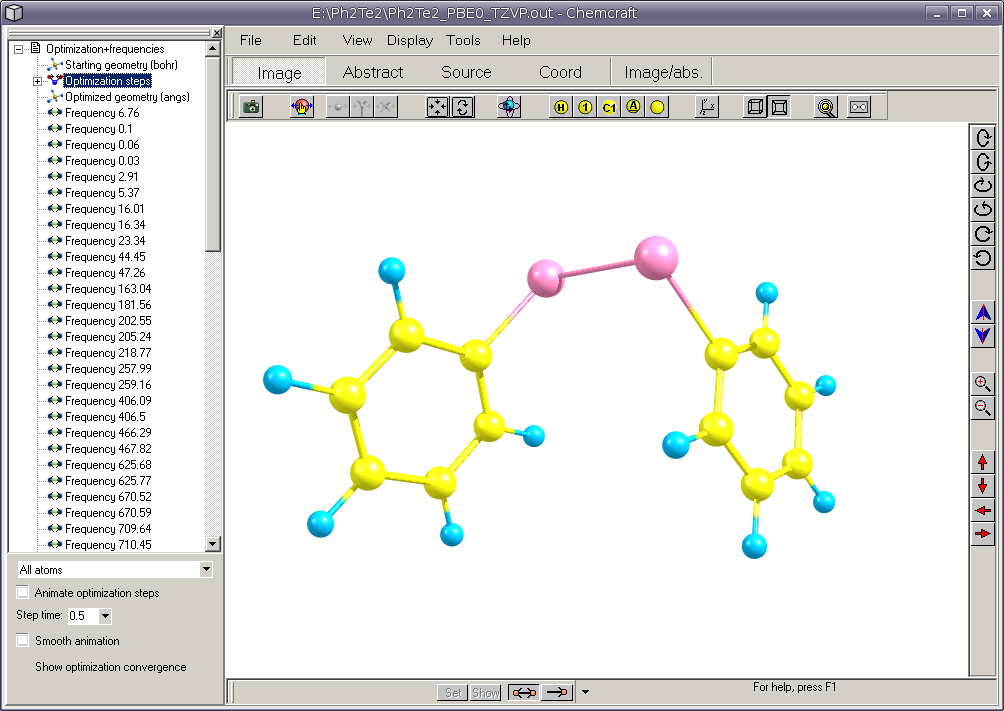 E:\Ph2Te2\Ph2Te2_PBE0_TZVP.out - Chemcraft
File Edit View Display Tools Help
Image Abstract Source Coord Image/abs.
H 1 C1 A
Optimization+frequencies
Starting geometry (bohr)
Optimization steps
Optimized geometry (angs)
Frequency 6.76
Frequency 0.1
Frequency 0.06
Frequency 0.03
Frequency 2.91
Frequency 5.37
Frequency 16.01
Frequency 16.34
Frequency 23.34
Frequency 44.45
Frequency 47.26
Frequency 163.04
Frequency 181.56
Frequency 202.55
Frequency 205.24
Frequency 218.77
Frequency 257.99
Frequency 259.16
Frequency 406.09
Frequency 406.5
Frequency 466.29
Frequency 467.82
Frequency 625.68
Frequency 625.77
Frequency 670.52
Frequency 670.59
Frequency 709.64
Frequency 710.45
All atoms
Animate optimization steps
Step time: 0.5
Smooth animation
Show optimization convergence
Set Show
For help, press F1